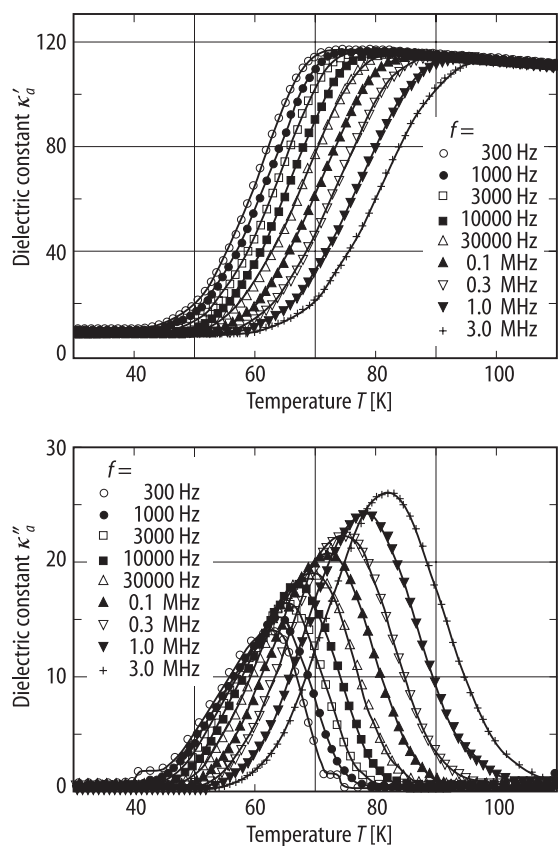 120
80
40
0
Dielectric constant κ′a
f =
300 Hz
1000 Hz
3000 Hz
10000 Hz
30000 Hz
0.1 MHz
0.3 MHz
1.0 MHz
3.0 MHz
40 60 80 100
Temperature T [K]
30
20
10
0
Dielectric constant κ″a
f =
300 Hz
1000 Hz
3000 Hz
10000 Hz
30000 Hz
0.1 MHz
0.3 MHz
1.0 MHz
3.0 MHz
40 60 80 100
Temperature T [K]